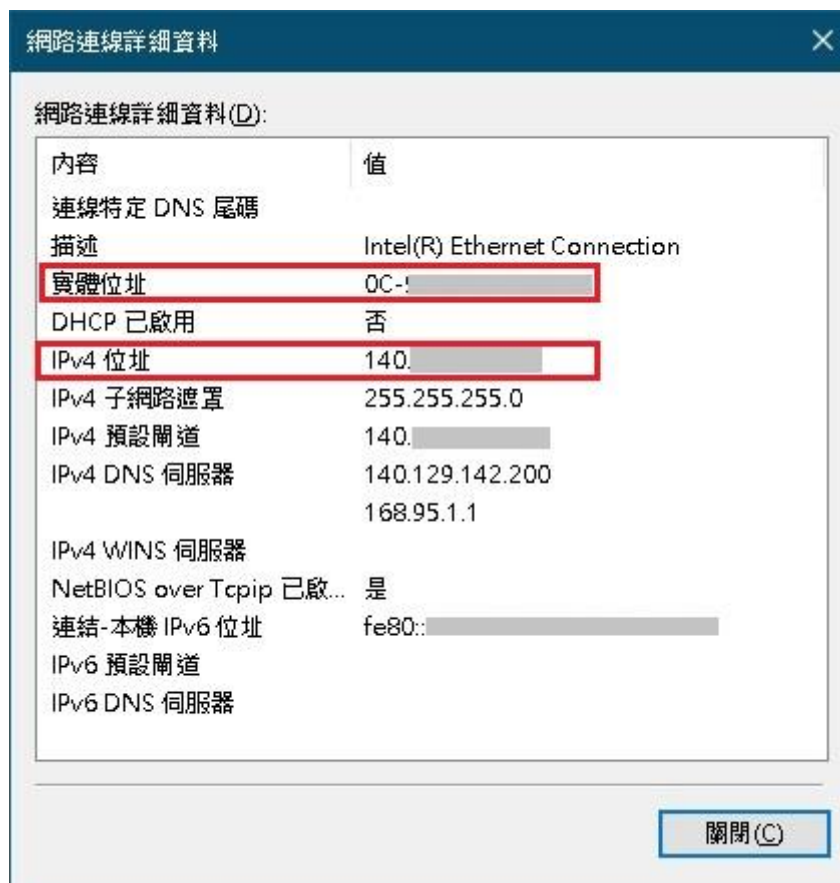 網路連線詳細資料
網路連線詳細資料(D):
內容 值
連線特定 DNS 尾碼
描述 Intel(R) Ethernet Connection
實體位址 0C-
DHCP 已啟用 否
IPv4 位址 140.
IPv4 子網路遮罩 255.255.255.0
IPv4 預設閘道 140.
IPv4 DNS 伺服器 140.129.142.200
168.95.1.1
IPv4 WINS 伺服器
NetBIOS over Tcpip 已啟... 是
連結-本機 IPv6 位址 fe80::
IPv6 預設閘道
IPv6 DNS 伺服器
關閉(C)